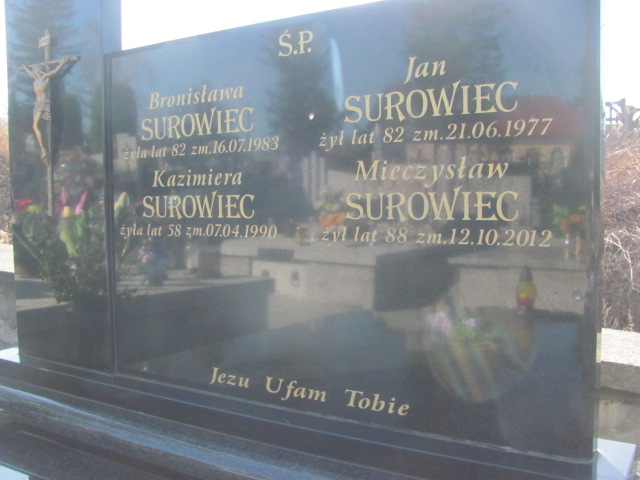 Ś.P.
Bronisława
SUROWIEC
żyła lat 82 zm.16.07.1983
Kazimiera
SUROWIEC
żyła lat 58 zm.07.04.1990
Jan
SUROWIEC
żył lat 82 zm.21.06.1977
Mieczysław
SUROWIEC
żył lat 88 zm.12.10.2012
Jezu Ufam Tobie